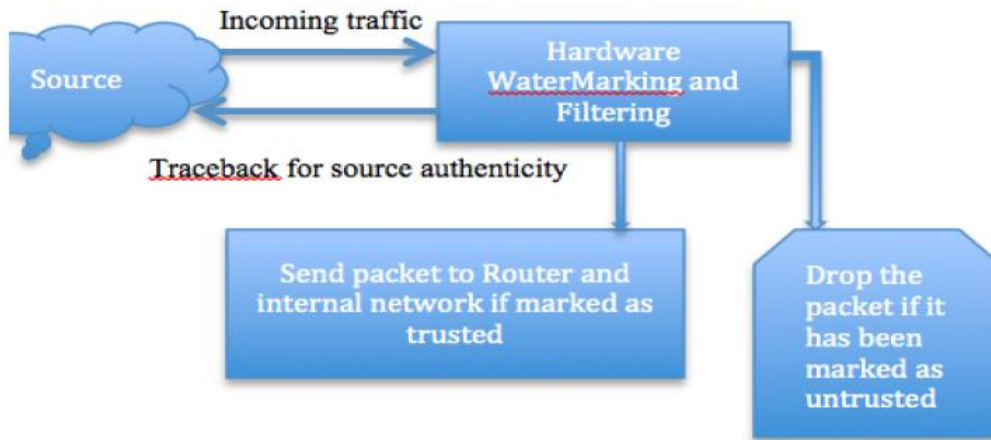 Incoming traffic
Source
Hardware
WaterMarking and
Filtering
Traceback for source authenticity
Send packet to Router and
internal network if marked as
trusted
Drop the
packet if it
has been
marked as
untrusted